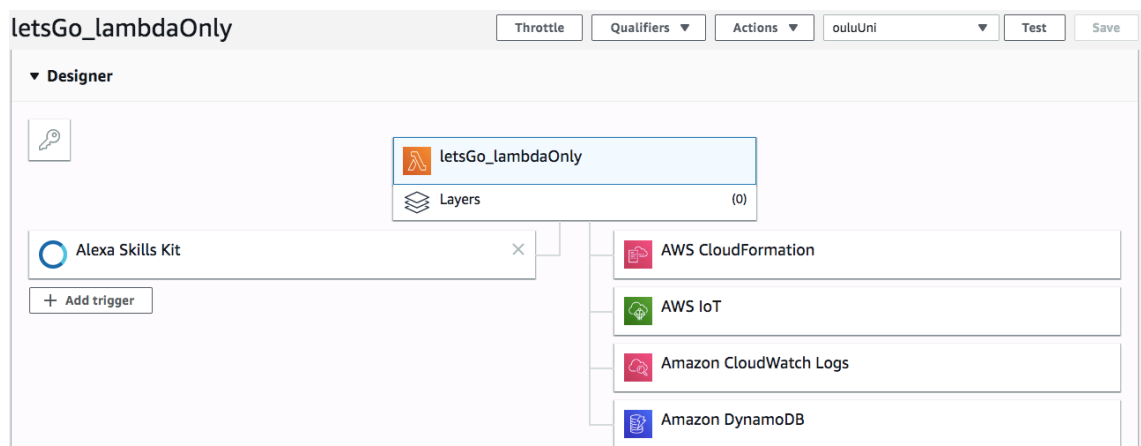 letsGo_lambdaOnly
Throttle
Qualifiers
Actions
ouluUni
Test
Save
Designer
letsGo_lambdaOnly
Layers (0)
Alexa Skills Kit
Add trigger
AWS CloudFormation
AWS IoT
Amazon CloudWatch Logs
Amazon DynamoDB